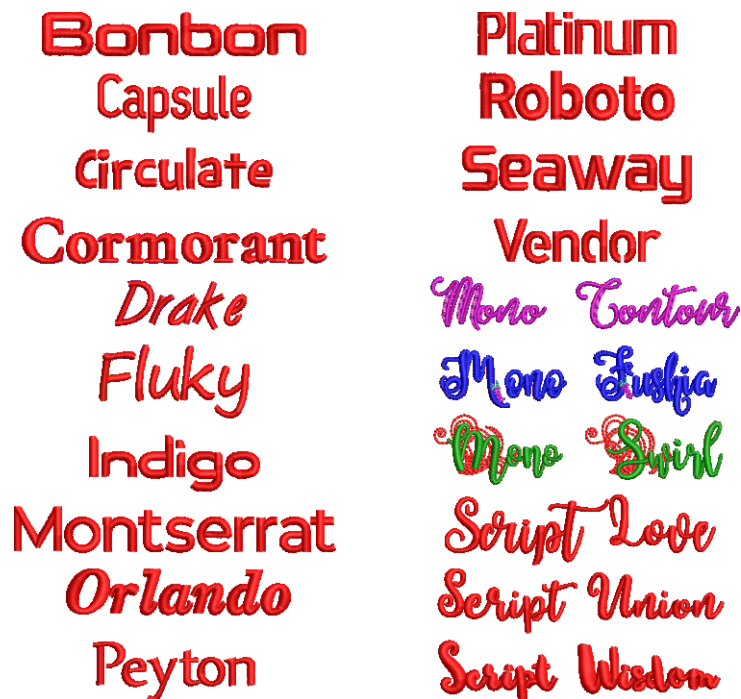 Bonbon
Capsule
Circulate
Cormorant
Drake
Fluky
Indigo
Montserrat
Orlando
Peyton
Platinum
Roboto
Seaway
Vendor
Mono Contour
Mono Fushia
Mono Swirl
Script Love
Script Union
Script Wisdom